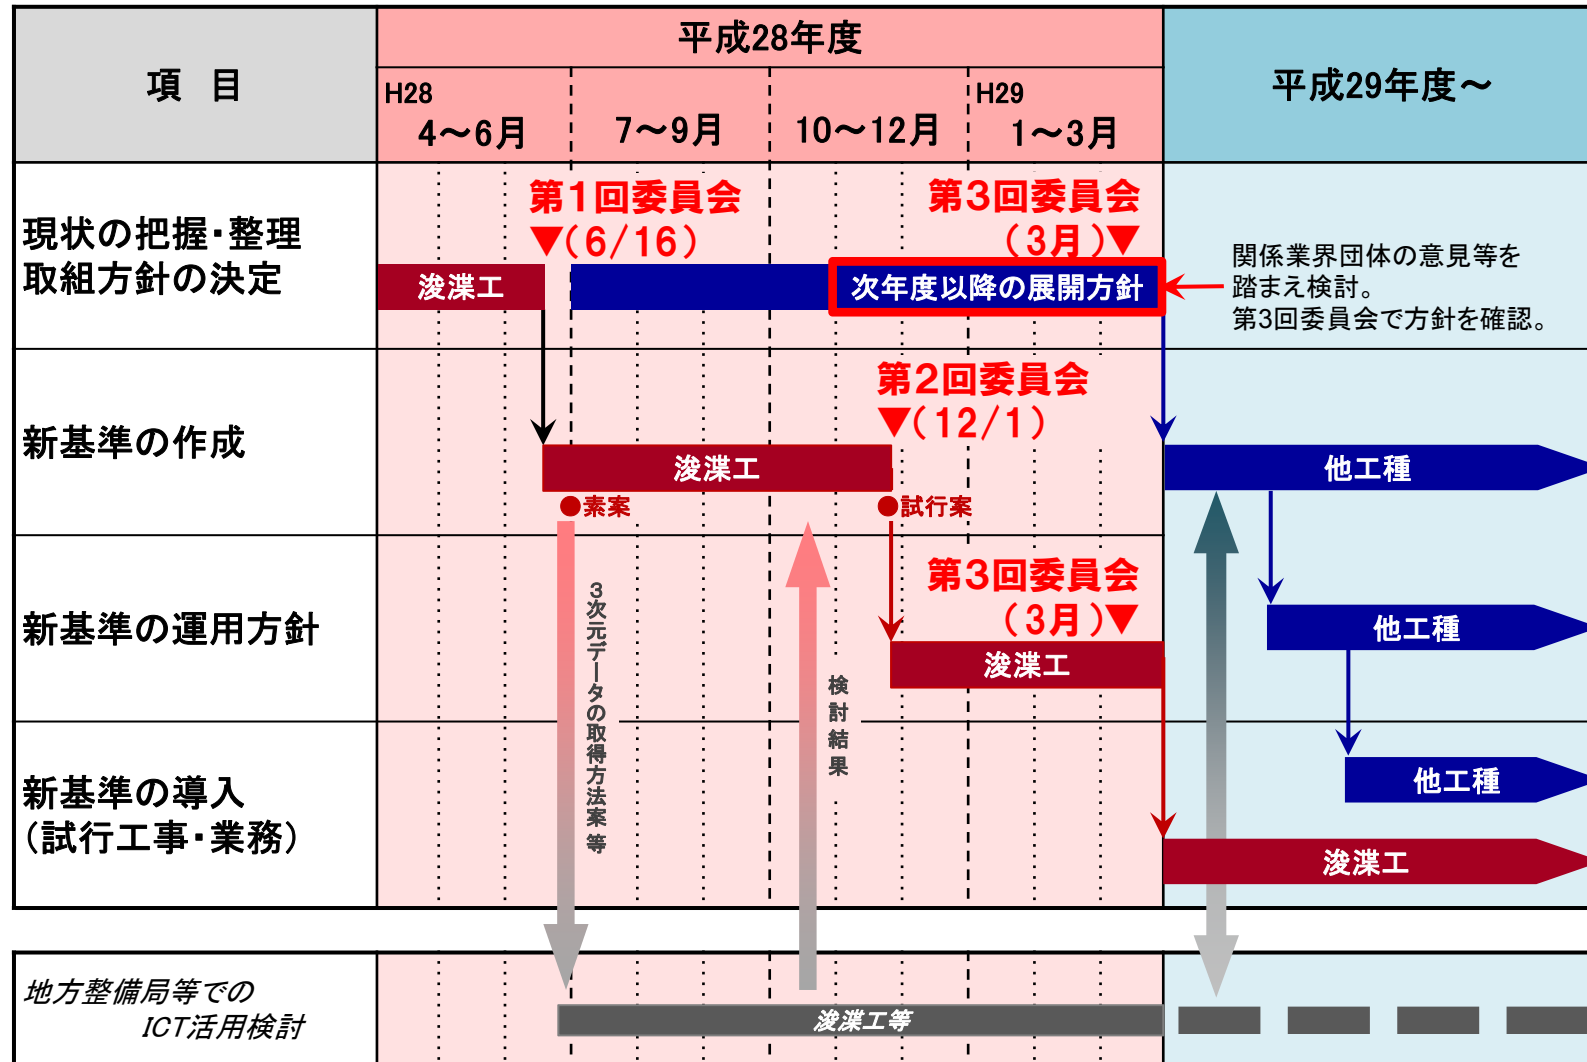 項 目
平成28年度
平成29年度～
H28
4～6月
7～9月
10～12月
H29
1～3月
現状の把握・整理
取組方針の決定
第1回委員会
▼(6/16)
第3回委員会
(3月)▼
浚渫工
次年度以降の展開方針
関係業界団体の意見等を
踏まえ検討。
第3回委員会で方針を確認。
新基準の作成
第2回委員会
▼(12/1)
浚渫工
他工種
●素案
●試行案
新基準の運用方針
第3回委員会
(3月)▼
浚渫工
他工種
3次元データの取得方法案等
検討結果
新基準の導入
(試行工事・業務)
他工種
浚渫工
地方整備局等での
ICT活用検討
浚渫工等